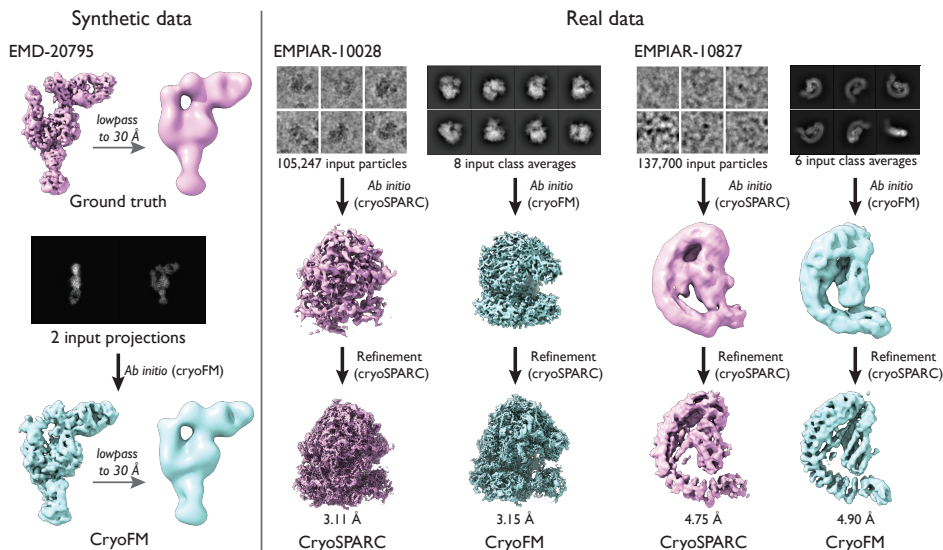 Synthetic data
EMD-20795
lowpass
to 30 Å
Ground truth
2 input projections
Ab initio (cryoFM)
lowpass
to 30 Å
CryoFM
Real data
EMPIAR-10028
105,247 input particles
8 input class averages
Ab initio
(cryoSPARC)
Ab initio
(cryoFM)
Refinement
(cryoSPARC)
Refinement
(cryoSPARC)
3.11 Å
CryoSPARC
3.15 Å
CryoFM
EMPIAR-10827
137,700 input particles
6 input class averages
Ab initio
(cryoSPARC)
Ab initio
(cryoFM)
Refinement
(cryoSPARC)
Refinement
(cryoSPARC)
4.75 Å
CryoSPARC
4.90 Å
CryoFM